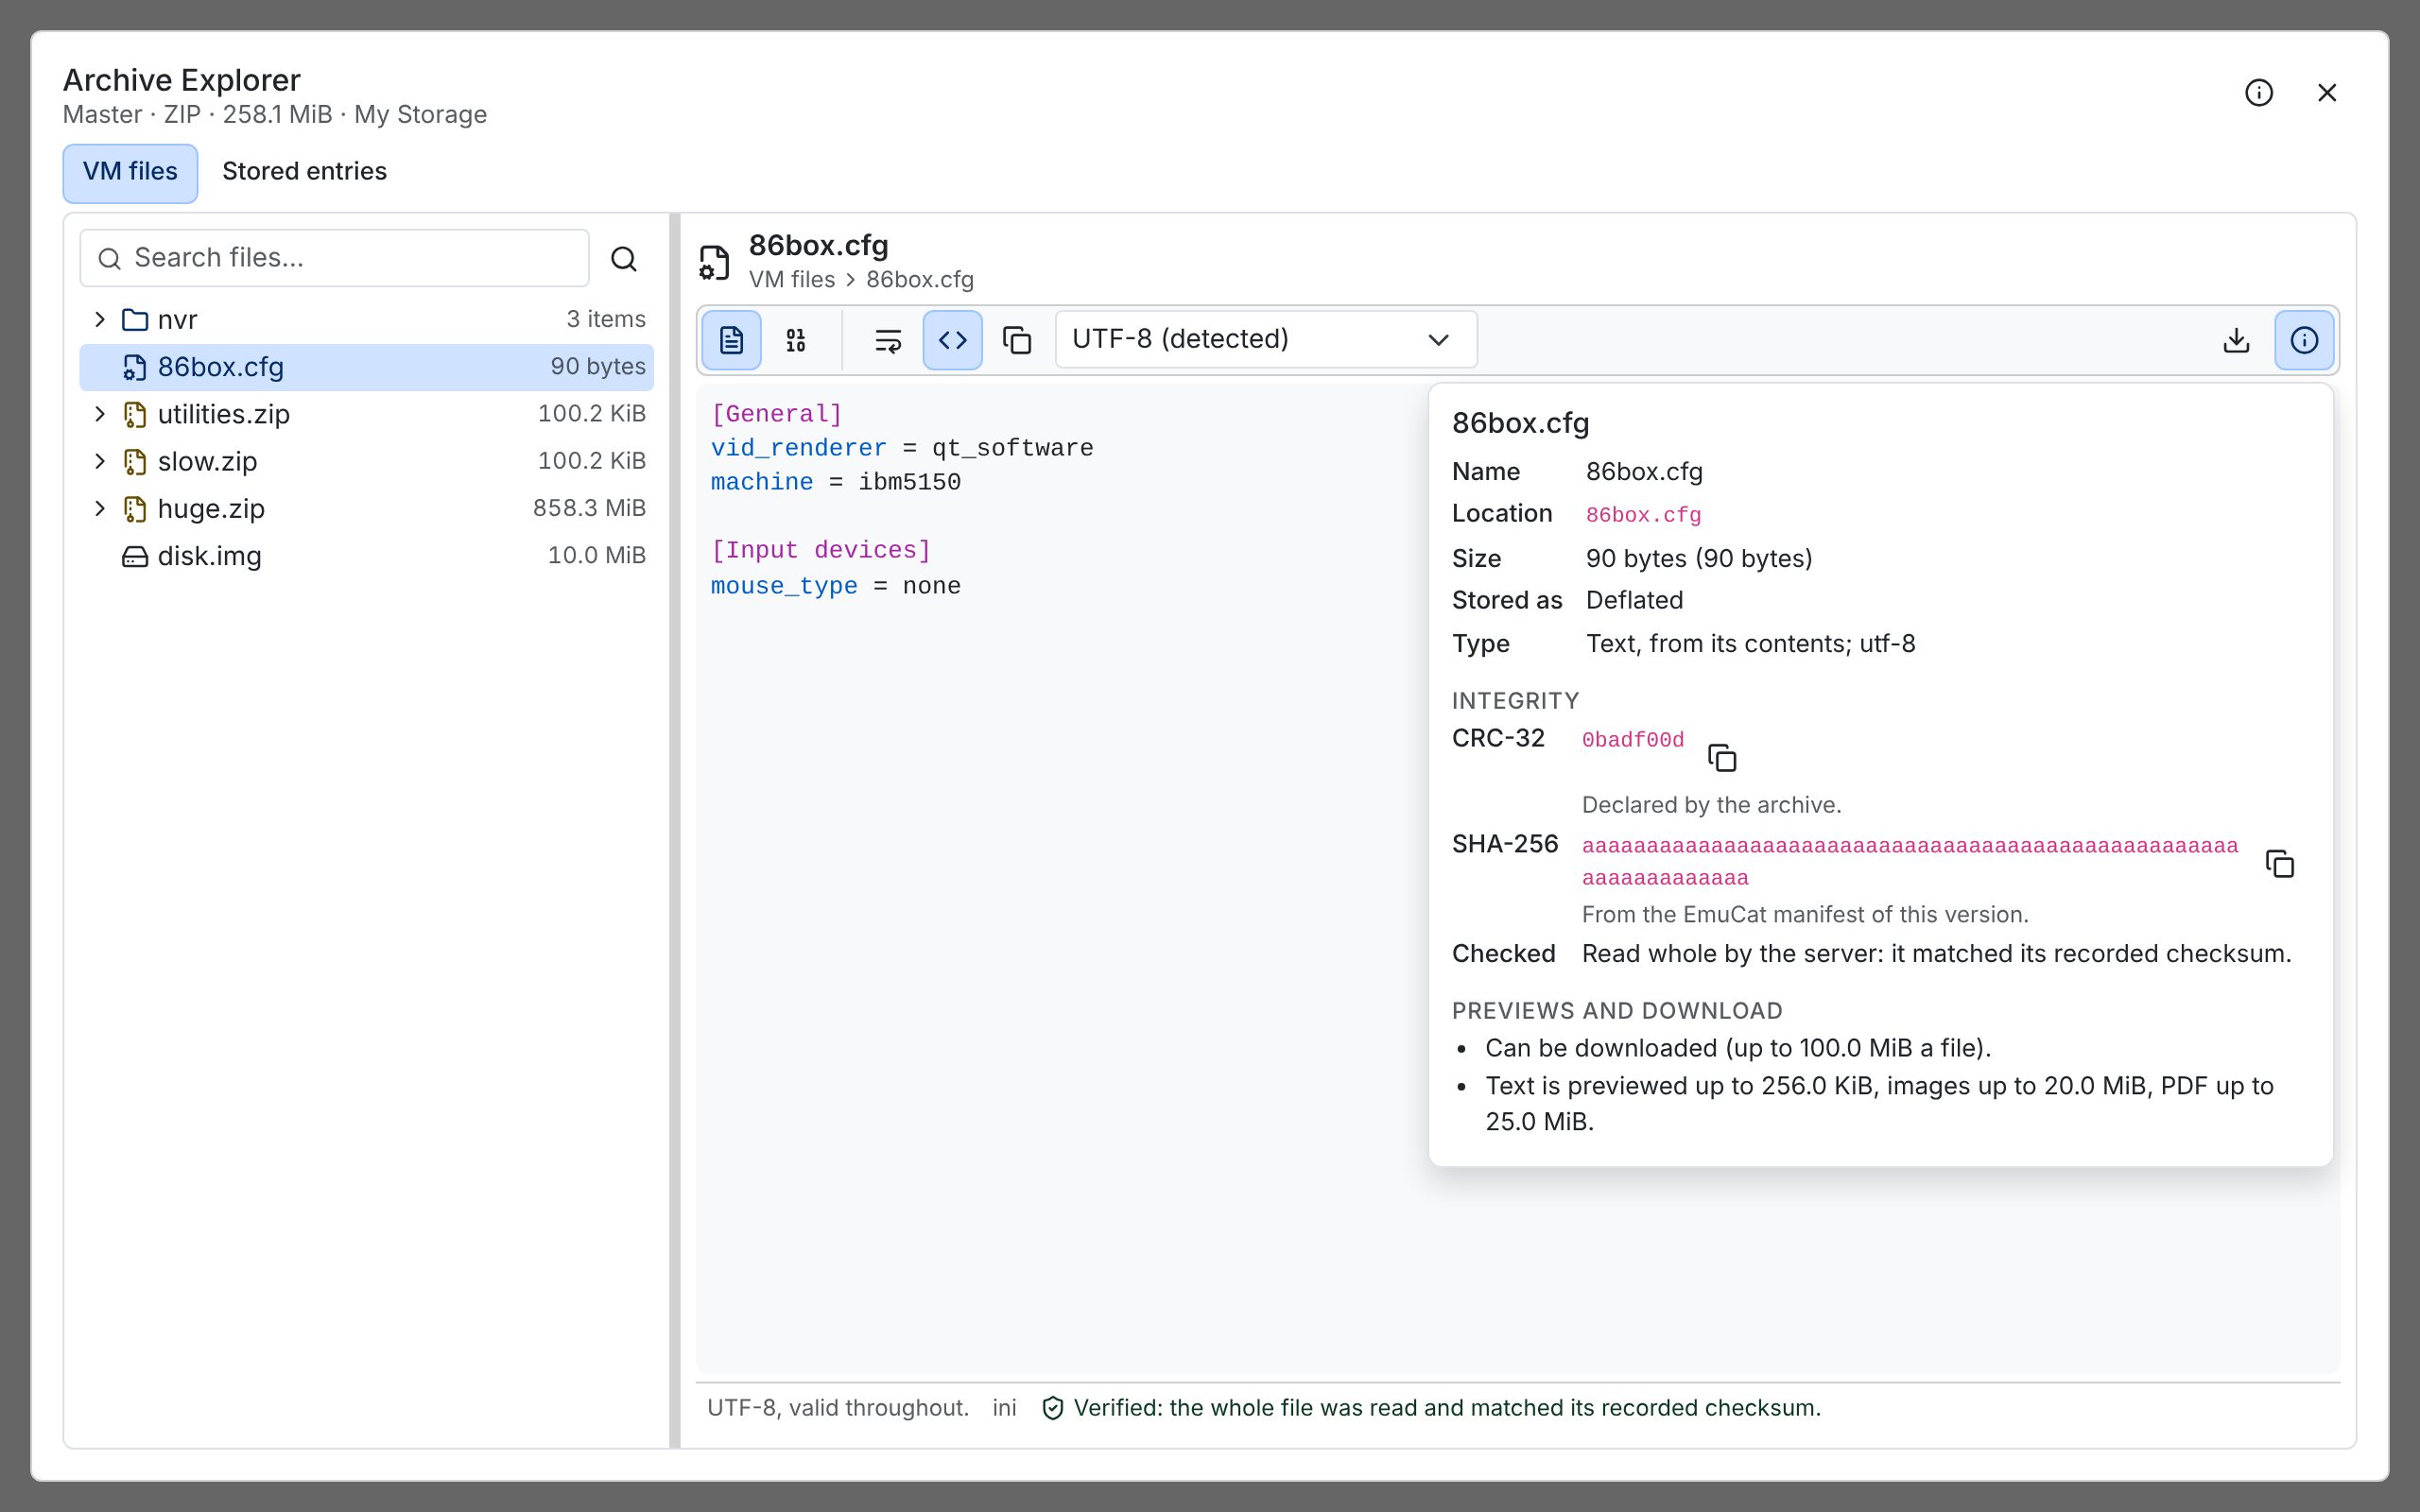 Archive Explorer
Master · ZIP · 258.1 MiB · My Storage
VM files
Stored entries
Search files...
nvr 3 items
86box.cfg 90 bytes
utilities.zip 100.2 KiB
slow.zip 100.2 KiB
huge.zip 858.3 MiB
disk.img 10.0 MiB
86box.cfg
VM files > 86box.cfg
01
10
UTF-8 (detected)
[General]
vid_renderer = qt_software
machine = ibm5150
[Input devices]
mouse_type = none
86box.cfg
Name 86box.cfg
Location 86box.cfg
Size 90 bytes (90 bytes)
Stored as Deflated
Type Text, from its contents; utf-8
INTEGRITY
CRC-32 0badf00d
Declared by the archive.
SHA-256 aaaaaaaaaaaaaaaaaaaaaaaaaaaaaaaaaaaaaaaaaaaaaaaaaaa
aaaaaaaaaaaaa
From the EmuCat manifest of this version.
Checked Read whole by the server: it matched its recorded checksum.
PREVIEWS AND DOWNLOAD
• Can be downloaded (up to 100.0 MiB a file).
• Text is previewed up to 256.0 KiB, images up to 20.0 MiB, PDF up to
25.0 MiB.
UTF-8, valid throughout. ini Verified: the whole file was read and matched its recorded checksum.